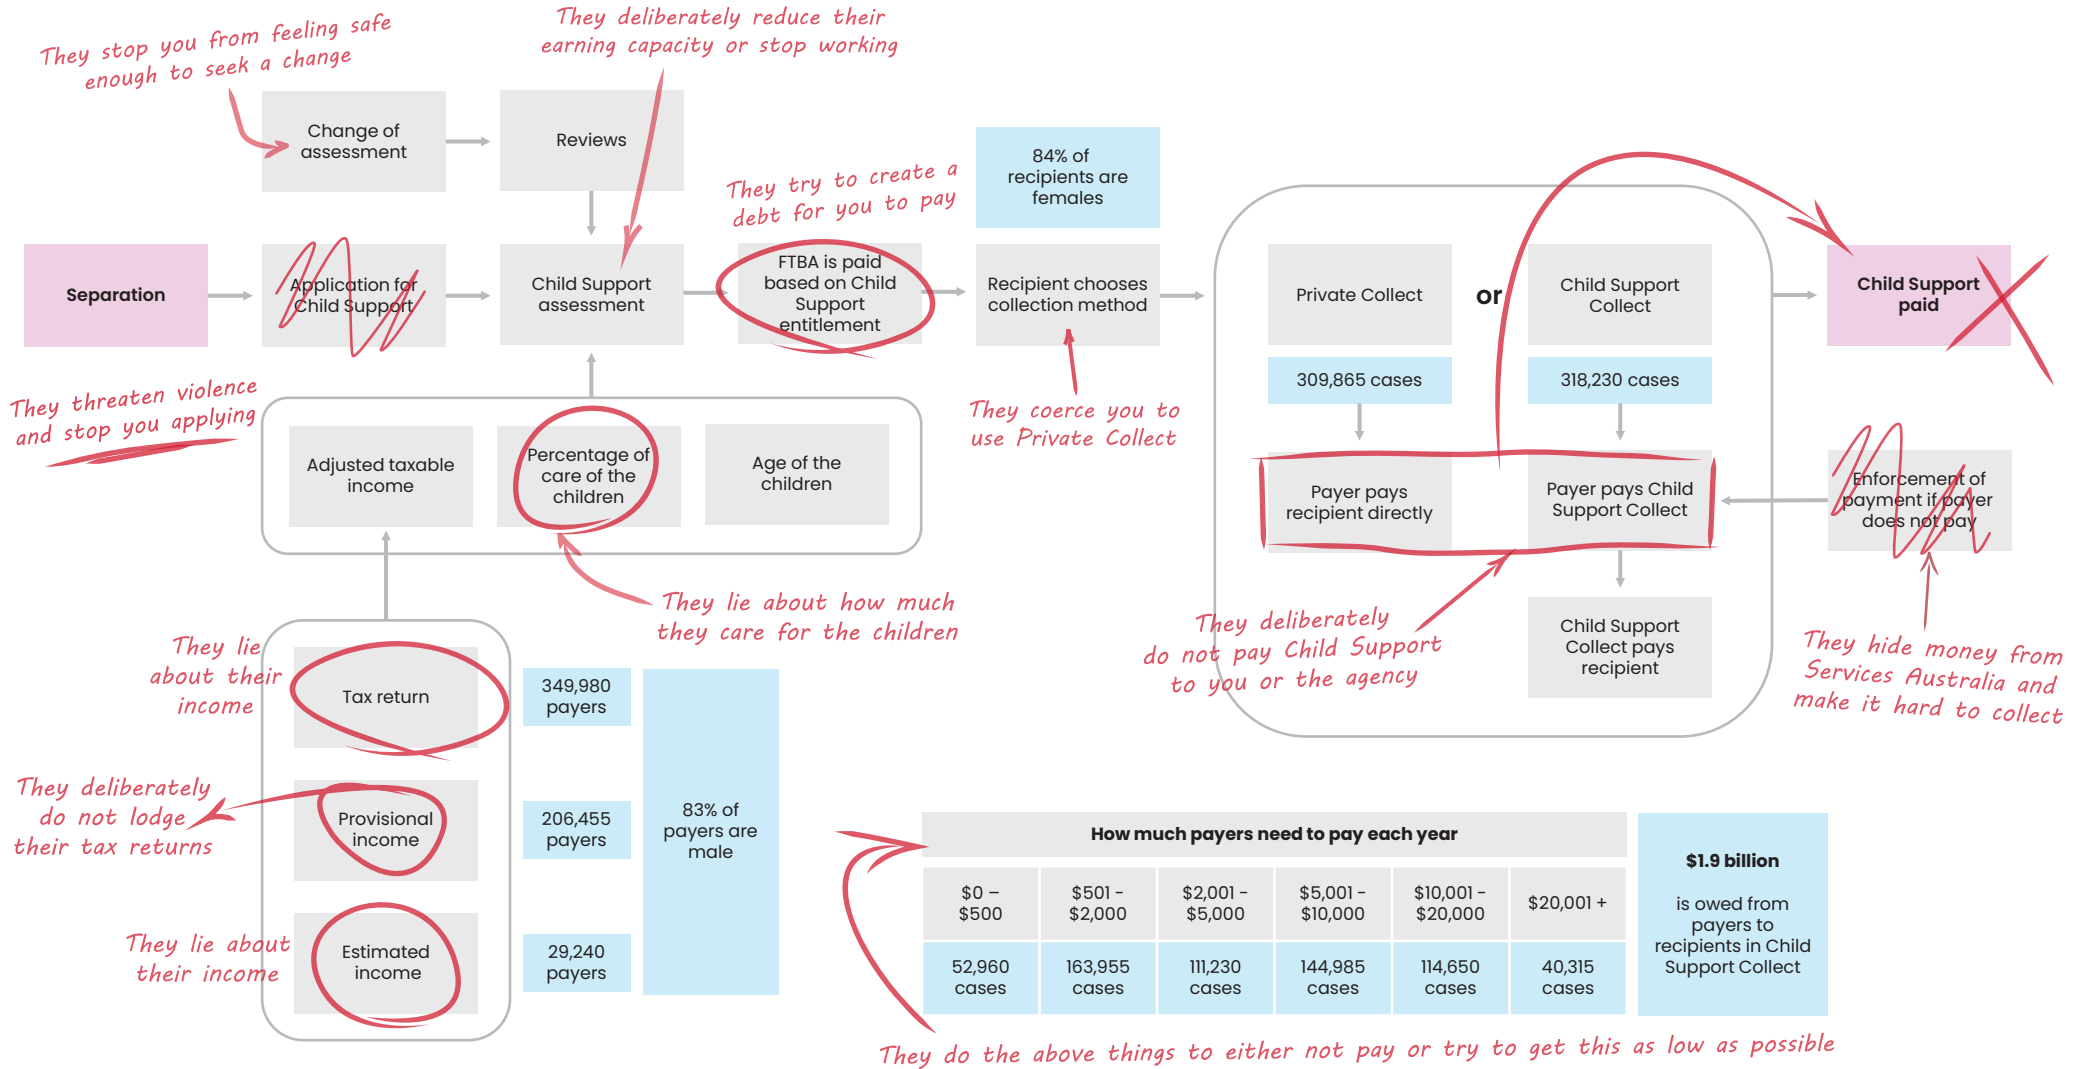 They stop you from feeling safe
enough to seek a change
They deliberately reduce their
earning capacity or stop working
Change of
assessment
Reviews
They try to create a
debt for you to pay
84% of
recipients are
females
Separation
Application for
Child Support
Child Support
assessment
FTBA is paid
based on Child
Support
entitlement
Recipient chooses
collection method
Private Collect
or
Child Support
Collect
Child Support
paid
309,865 cases
318,230 cases
They threaten violence
and stop you applying
They coerce you to
use Private Collect
Adjusted taxable
income
Percentage of
care of the
children
Age of the
children
Payer pays
recipient directly
Payer pays Child
Support Collect
Enforcement of
payment if payer
does not pay
They lie about how much
they care for the children
They deliberately
do not pay Child Support
to you or the agency
Child Support
Collect pays
recipient
They hide money from
Services Australia and
make it hard to collect
They lie
about their
income
Tax return
349,980
payers
They deliberately
do not lodge
their tax returns
Provisional
income
206,455
payers
83% of
payers are
male
They lie about
their income
Estimated
income
29,240
payers
How much payers need to pay each year
$0 –
$500
$501 -
$2,000
$2,001 -
$5,000
$5,001 -
$10,000
$10,001 -
$20,000
$20,001 +
52,960
cases
163,955
cases
111,230
cases
144,985
cases
114,650
cases
40,315
cases
$1.9 billion
is owed from
payers to
recipients in Child
Support Collect
They do the above things to either not pay or try to get this as low as possible